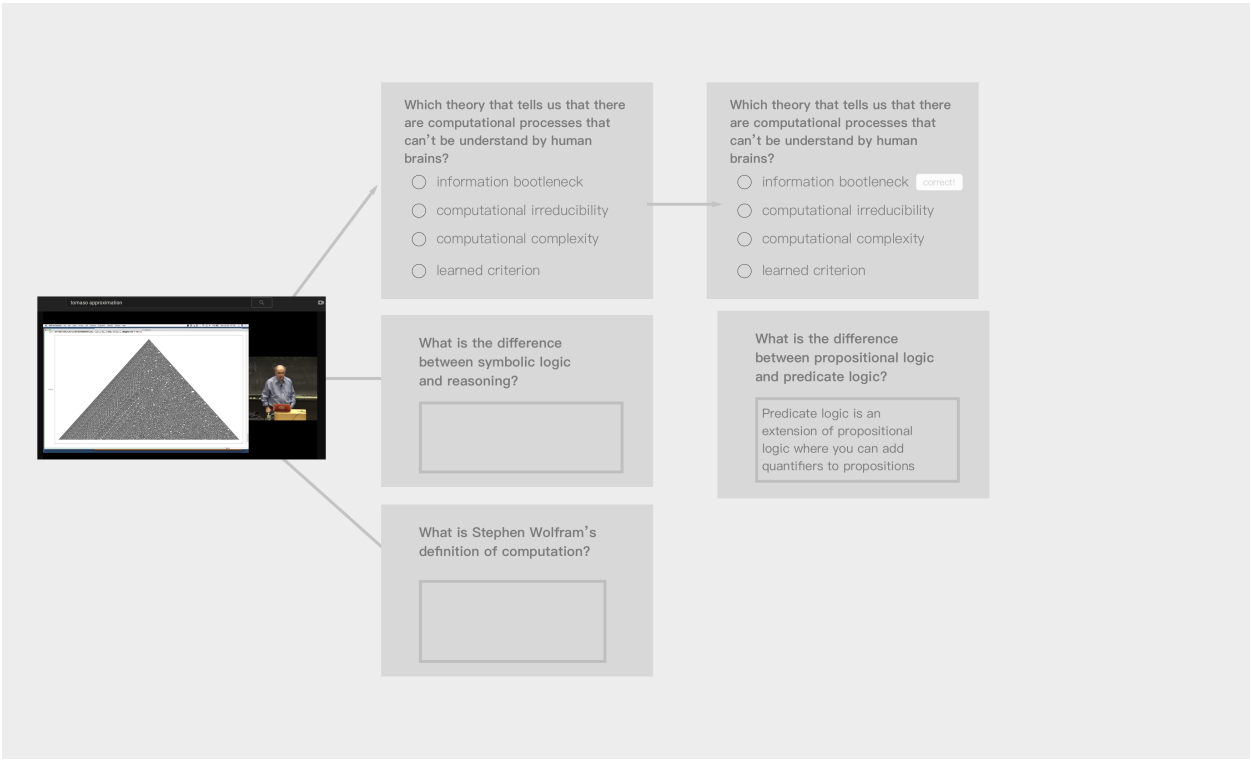 Which theory that tells us that there
are computational processes that
can't be understand by human
brains?
information bootleneck
computational irreducibility
computational complexity
learned criterion
Which theory that tells us that there
are computational processes that
can't be understand by human
brains?
information bootleneck correct!
computational irreducibility
computational complexity
learned criterion
tomaso approximation
What is the difference
between symbolic logic
and reasoning?
What is the difference
between propositional logic
and predicate logic?
Predicate logic is an
extension of propositional
logic where you can add
quantifiers to propositions
What is Stephen Wolfram's
definition of computation?